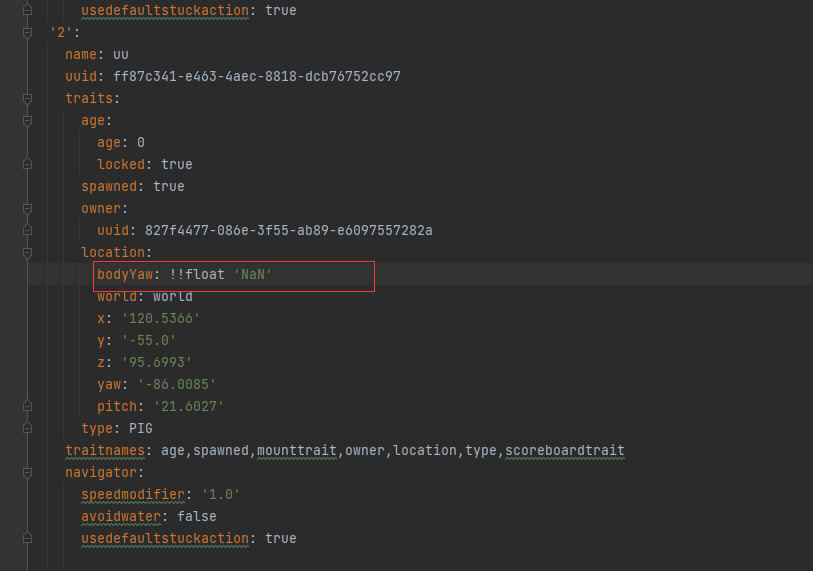 usedefaultstuckaction: true
'2':
name: uu
uuid: ff87c341-e463-4aec-8818-dcb76752cc97
traits:
age:
age: 0
locked: true
spawned: true
owner:
uuid: 827f4477-086e-3f55-ab89-e6097557282a
location:
bodyYaw: !!float 'NaN'
world: world
x: '120.5366'
y: '-55.0'
z: '95.6993'
yaw: '-86.0085'
pitch: '21.6027'
type: PIG
traitnames: age,spawned,mounttrait,owner,location,type,scoreboardtrait
navigator:
speedmodifier: '1.0'
avoidwater: false
usedefaultstuckaction: true